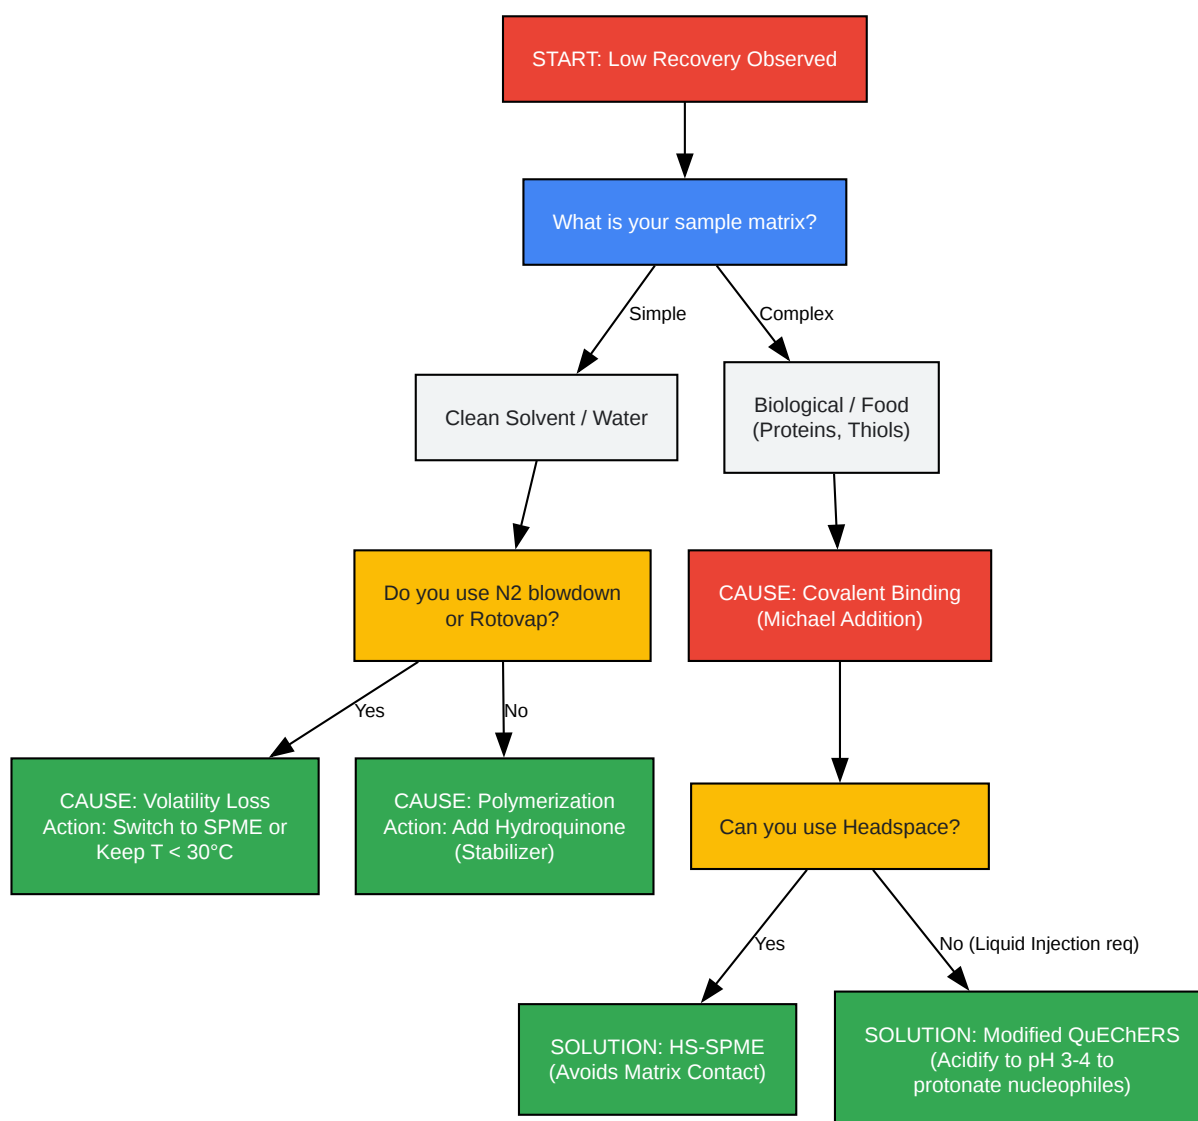 START: Low Recovery Observed
What is your sample matrix?
Simple
Complex
Clean Solvent / Water
Biological / Food
(Proteins, Thiols)
Do you use N2 blowdown
or Rotovap?
CAUSE: Covalent Binding
(Michael Addition)
Yes
No
CAUSE: Volatility Loss
Action: Switch to SPME or
Keep T < 30°C
CAUSE: Polymerization
Action: Add Hydroquinone
(Stabilizer)
Can you use Headspace?
Yes
No (Liquid Injection req)
SOLUTION: HS-SPME
(Avoids Matrix Contact)
SOLUTION: Modified QuEChERS
(Acidify to pH 3-4 to
protonate nucleophiles)